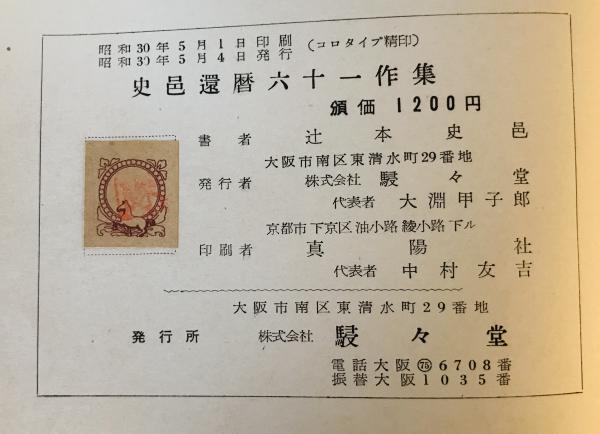 昭和30年5月1日印刷
昭和30年5月4日発行
(コロタイプ精印)
史邑還暦六十一作集
頒価 1200円
書者 辻本史邑
大阪市南区東清水町29番地
発行者 株式会社 駸々堂
代表者 大淵甲子郎
京都市下京区油小路綾小路下ル
印刷者 真陽社
代表者 中村友吉
大阪市南区東清水町29番地
発行所 株式会社 駸々堂
電話大阪(75)6708番
振替大阪1035番